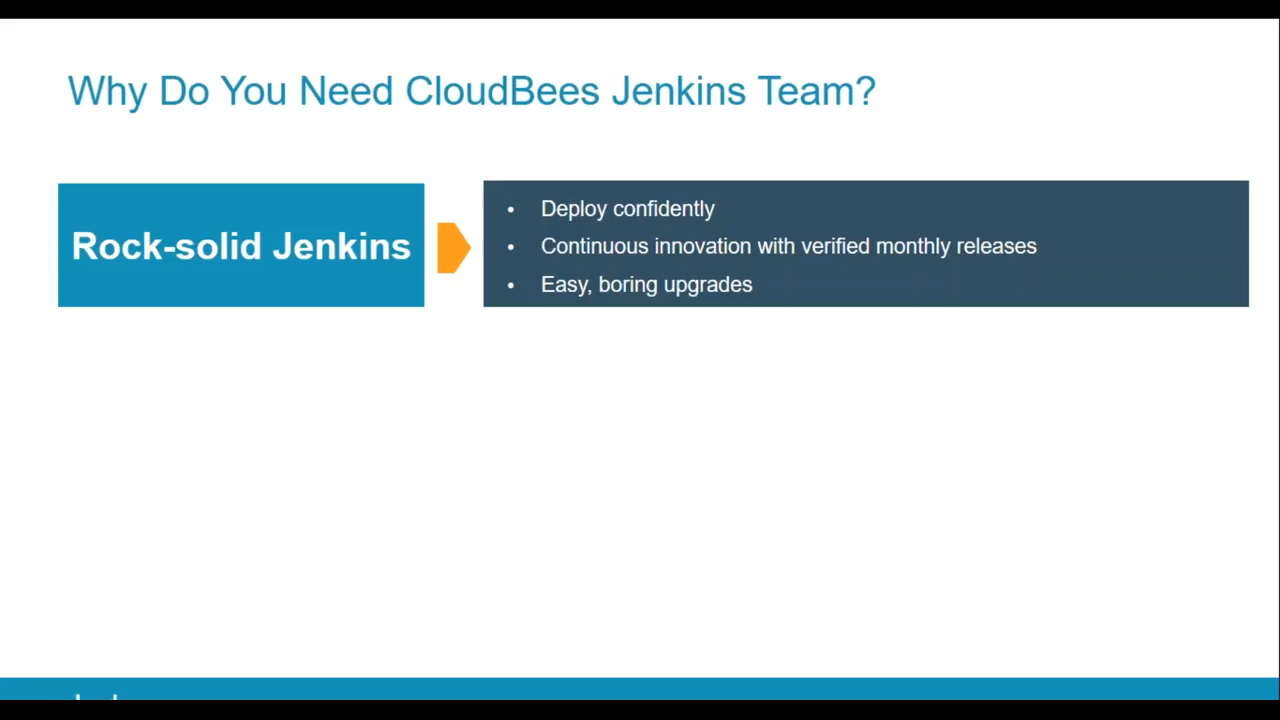 Why Do You Need CloudBees Jenkins Team?
Rock-solid Jenkins
• Deploy confidently
• Continuous innovation with verified monthly releases
• Easy, boring upgrades